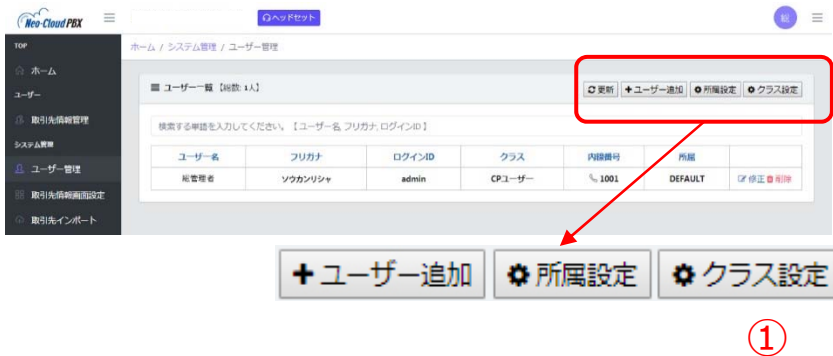 Neo-Cloud PBX
ヘッドセット
総
TOP
ホーム / システム管理 / ユーザー管理
ホーム
ユーザー
取引先情報管理
システム管理
ユーザー管理
取引先情報画面設定
取引先インポート
ユーザー一覧【総数: 1人】
更新 +ユーザー追加 所属設定 クラス設定
検索する単語を入力してください。【ユーザー名, フリガナ, ログインID】
ユーザー名 フリガナ ログインID クラス 内線番号 所属
総管理者 ソウカンリシャ admin CPユーザー 1001 DEFAULT 修正 削除
+ユーザー追加 所属設定 クラス設定
①